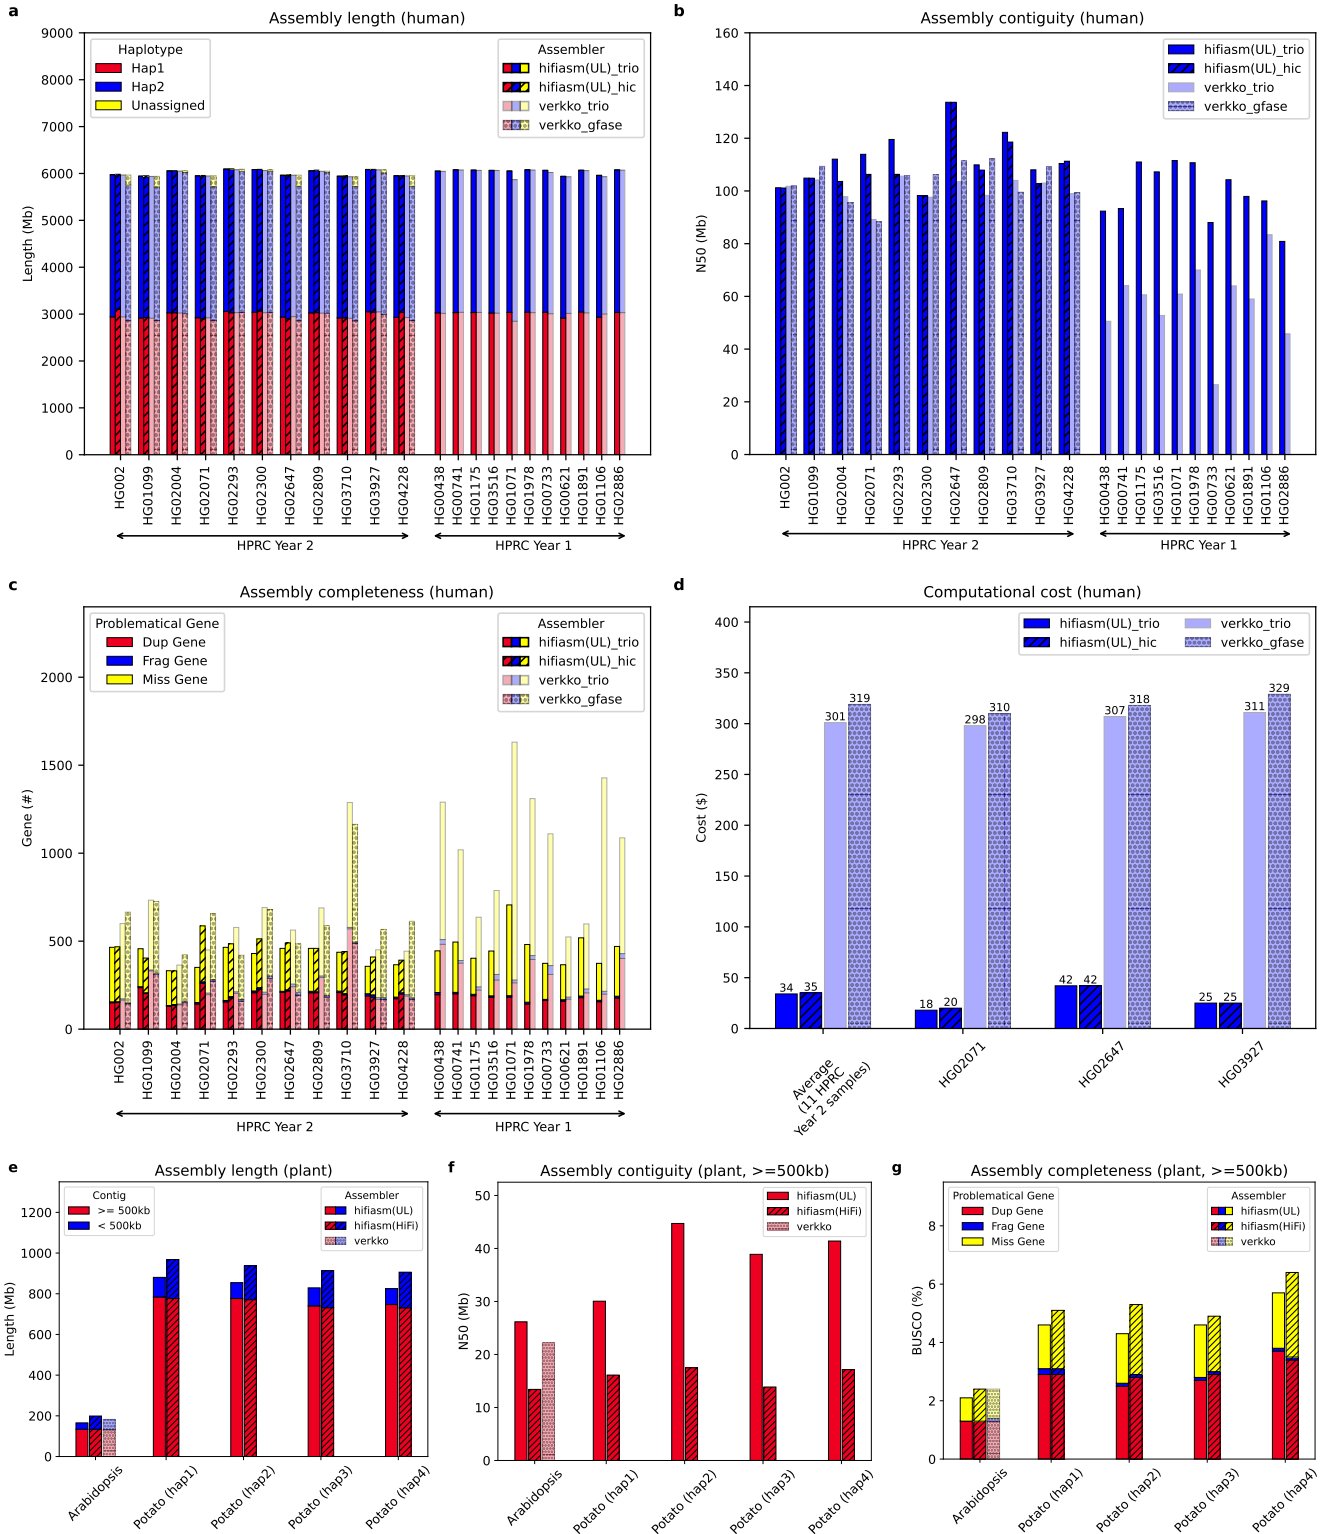 a
Assembly length (human)
9000
8000
7000
6000
5000
4000
3000
2000
1000
0
Length (Mb)
Haplotype
Hap1
Hap2
Unassigned
Assembler
hifiasm(UL)_trio
hifiasm(UL)_hic
verkko_trio
verkko_gfase
HG002
HG01099
HG02004
HG02071
HG02293
HG02300
HG02647
HG02809
HG03710
HG03927
HG04228
HG00438
HG00741
HG01175
HG03516
HG01071
HG01978
HG00733
HG00621
HG01891
HG01106
HG02886
HPRC Year 2
HPRC Year 1
b
Assembly contiguity (human)
160
140
120
100
80
60
40
20
0
N50 (Mb)
hifiasm(UL)_trio
hifiasm(UL)_hic
verkko_trio
verkko_gfase
HG002
HG01099
HG02004
HG02071
HG02293
HG02300
HG02647
HG02809
HG03710
HG03927
HG04228
HG00438
HG00741
HG01175
HG03516
HG01071
HG01978
HG00733
HG00621
HG01891
HG01106
HG02886
HPRC Year 2
HPRC Year 1
c
Assembly completeness (human)
2000
1500
1000
500
0
Gene (#)
Problematical Gene
Dup Gene
Frag Gene
Miss Gene
Assembler
hifiasm(UL)_trio
hifiasm(UL)_hic
verkko_trio
verkko_gfase
HG002
HG01099
HG02004
HG02071
HG02293
HG02300
HG02647
HG02809
HG03710
HG03927
HG04228
HG00438
HG00741
HG01175
HG03516
HG01071
HG01978
HG00733
HG00621
HG01891
HG01106
HG02886
HPRC Year 2
HPRC Year 1
d
Computational cost (human)
400
350
300
250
200
150
100
50
0
Cost ($)
hifiasm(UL)_trio
hifiasm(UL)_hic
verkko_trio
verkko_gfase
34
35
301
319
18
20
298
310
42
42
307
318
25
25
311
329
Average
(11 HPRC
Year 2 samples)
HG02071
HG02647
HG03927
e
Assembly length (plant)
1200
1000
800
600
400
200
0
Length (Mb)
Contig
>= 500kb
< 500kb
Assembler
hifiasm(UL)
hifiasm(HiFi)
verkko
Arabidopsis
Potato (hap1)
Potato (hap2)
Potato (hap3)
Potato (hap4)
f
Assembly contiguity (plant, >=500kb)
50
40
30
20
10
0
N50 (Mb)
hifiasm(UL)
hifiasm(HiFi)
verkko
Arabidopsis
Potato (hap1)
Potato (hap2)
Potato (hap3)
Potato (hap4)
g
Assembly completeness (plant, >=500kb)
8
6
4
2
0
BUSCO (%)
Problematical Gene
Dup Gene
Frag Gene
Miss Gene
Assembler
hifiasm(UL)
hifiasm(HiFi)
verkko
Arabidopsis
Potato (hap1)
Potato (hap2)
Potato (hap3)
Potato (hap4)